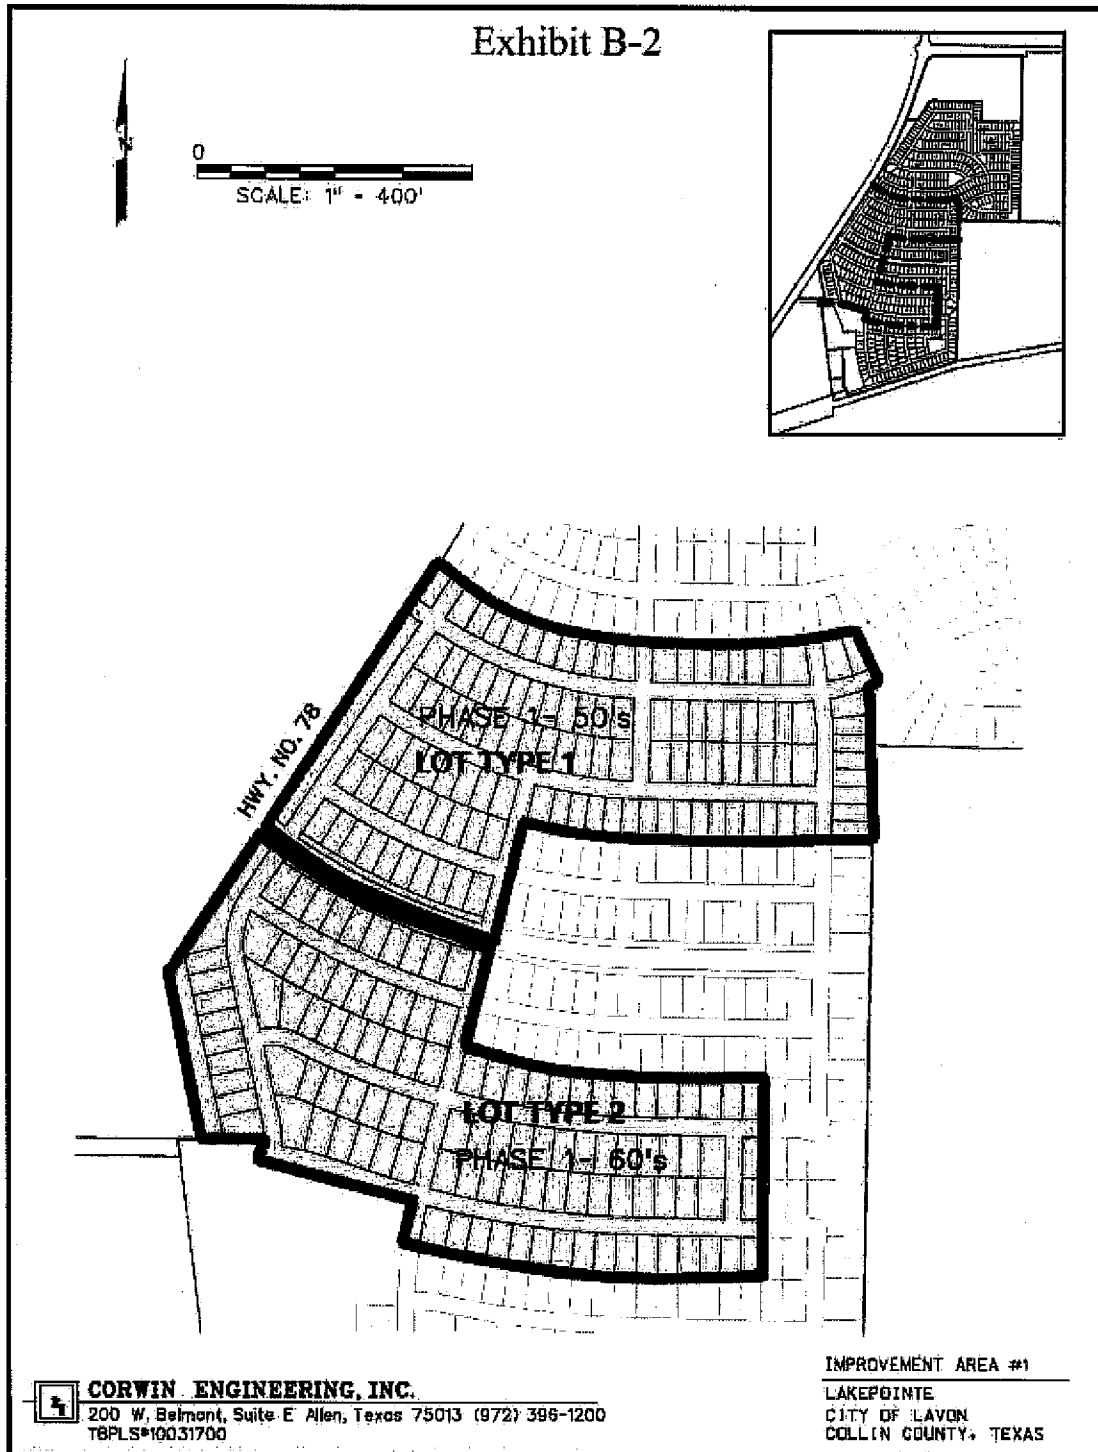 Exhibit B-2
N
0
SCALE: 1" - 400'
HWY. NO. 78
PHASE 1- 50's
LOT TYPE 1
LOT TYPE 2
PHASE 1- 60's
CORWIN ENGINEERING, INC.
200 W. Belmont, Suite E Allen, Texas 75013 (972) 396-1200
TBPLS#10031700
IMPROVEMENT AREA #1
LAKEPOINTE
CITY OF LAVON
COLLIN COUNTY, TEXAS